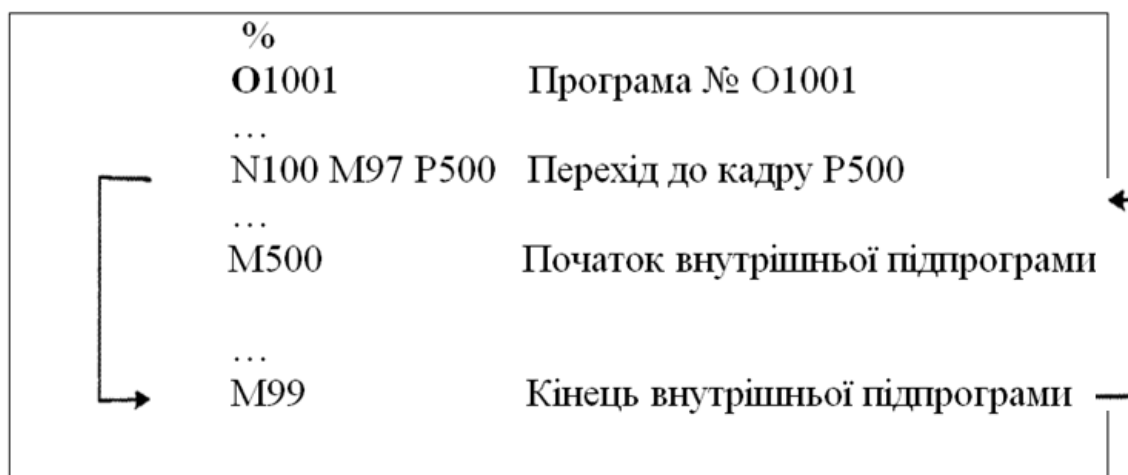 %
O1001 Програма № O1001
…
N100 M97 P500 Перехід до кадру P500
…
M500 Початок внутрішньої підпрограми
…
M99 Кінець внутрішньої підпрограми